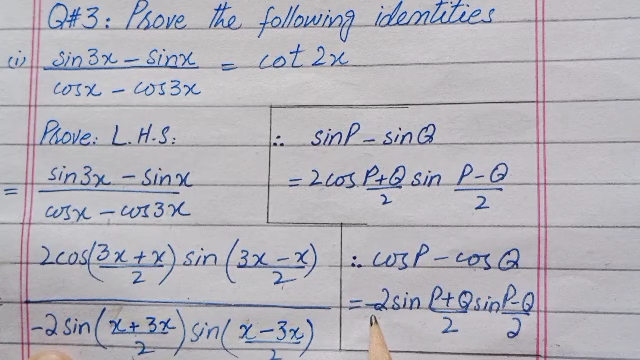 Q#3: Prove the following identities
(i) sin3x - sinx / cosx - cos3x = cot 2x
Prove: L.H.S:
= sin3x - sinx / cosx - cos3x
∴ sinP - sinQ
= 2cos P+Q/2 sin P-Q/2
2cos(3x+x/2) sin(3x-x/2) / -2sin(x+3x/2) sin(x-3x/2)
∴ cosP - cosQ
= -2sin P+Q/2 sin P-Q/2